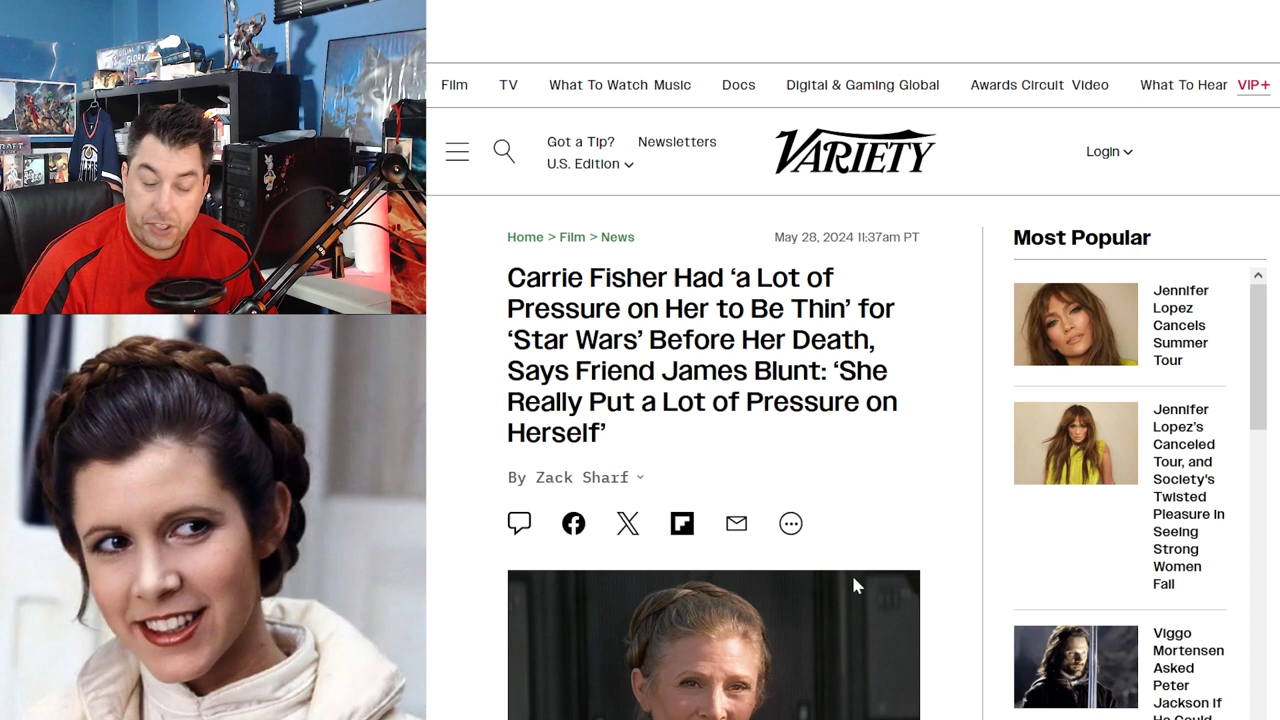 Film TV What To Watch Music Docs Digital & Gaming Global Awards Circuit Video What To Hear VIP+
Got a Tip? Newsletters
U.S. Edition
VARIETY
Login
Home > Film > News
May 28, 2024 11:37am PT
Carrie Fisher Had ‘a Lot of
Pressure on Her to Be Thin’ for
‘Star Wars’ Before Her Death,
Says Friend James Blunt: ‘She
Really Put a Lot of Pressure on
Herself’
By Zack Sharf
Most Popular
Jennifer
Lopez
Cancels
Summer
Tour
Jennifer
Lopez's
Canceled
Tour, and
Society's
Twisted
Pleasure in
Seeing
Strong
Women
Fall
Viggo
Mortensen
Asked
Peter
Jackson If
He Could
GLORY